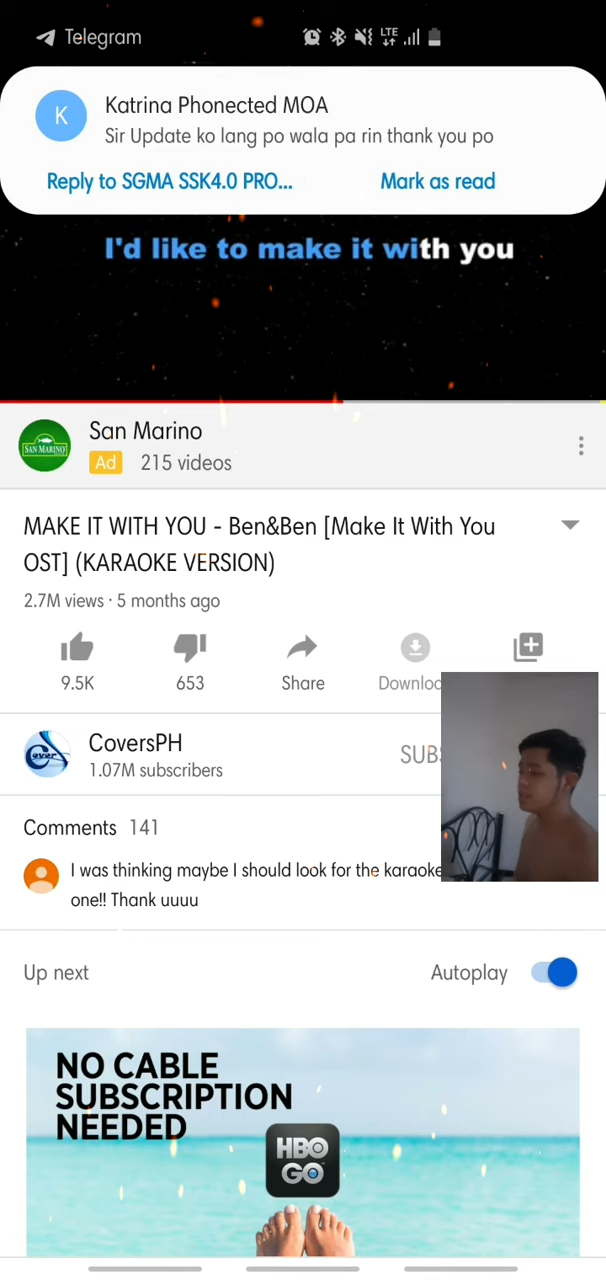 Telegram
LTE
K
Katrina Phonected MOA
Sir Update ko lang po wala pa rin thank you po
Reply to SGMA SSK4.0 PRO...
Mark as read
I'd like to make it with you
SAN MARINO
San Marino
Ad 215 videos
MAKE IT WITH YOU - Ben&Ben [Make It With You
OST] (KARAOKE VERSION)
2.7M views · 5 months ago
9.5K
653
Share
Downloa
Cover
CoversPH
1.07M subscribers
SUBS
Comments 141
I was thinking maybe I should look for the karaoke
one!! Thank uuuu
Up next
Autoplay
NO CABLE
SUBSCRIPTION
NEEDED
HBO
GO